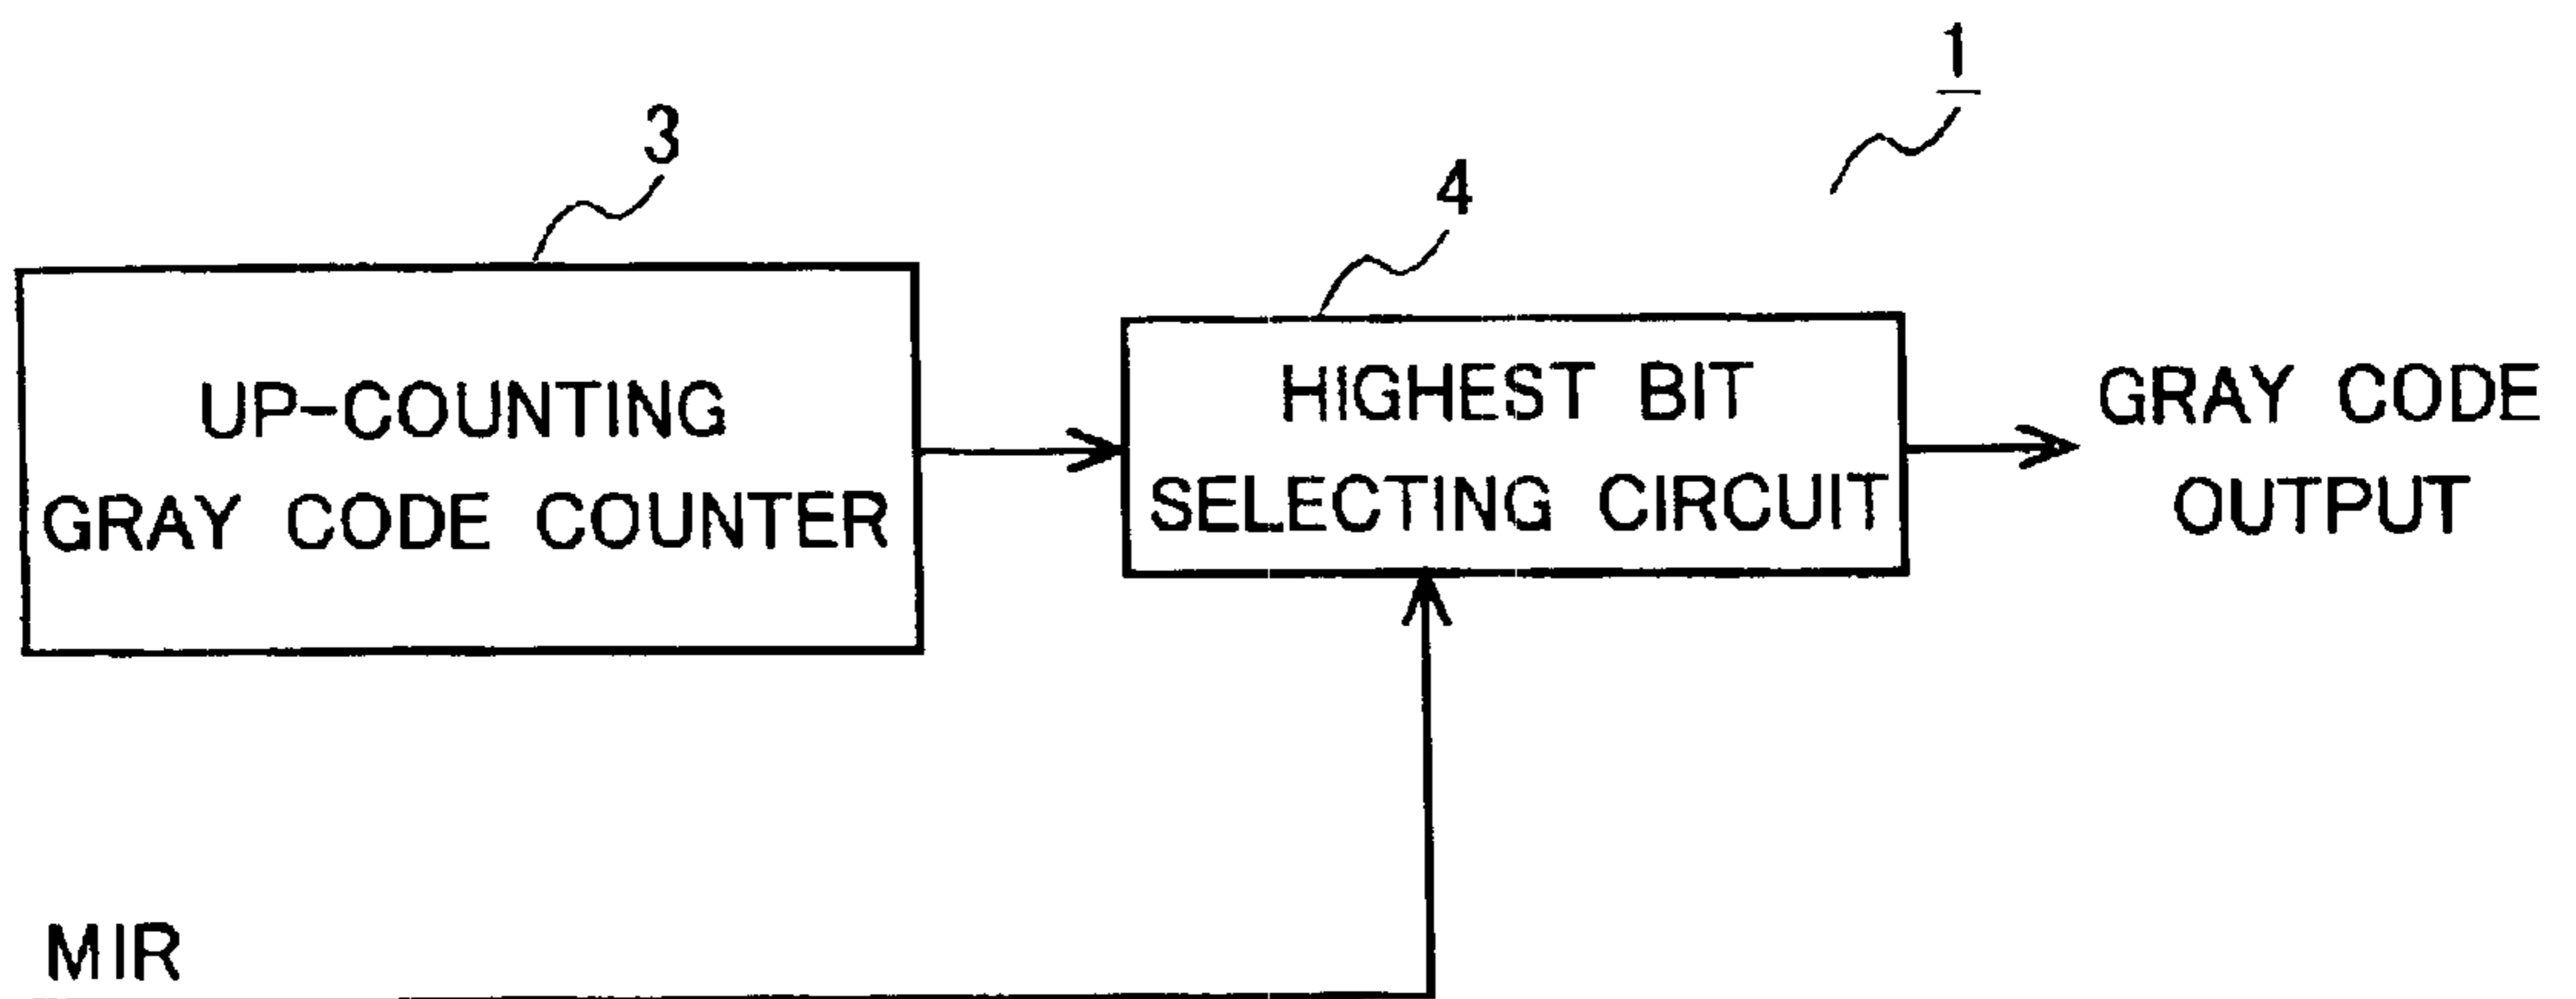 1
3
4
UP-COUNTING
GRAY CODE COUNTER
HIGHEST BIT
SELECTING CIRCUIT
GRAY CODE
OUTPUT
MIR